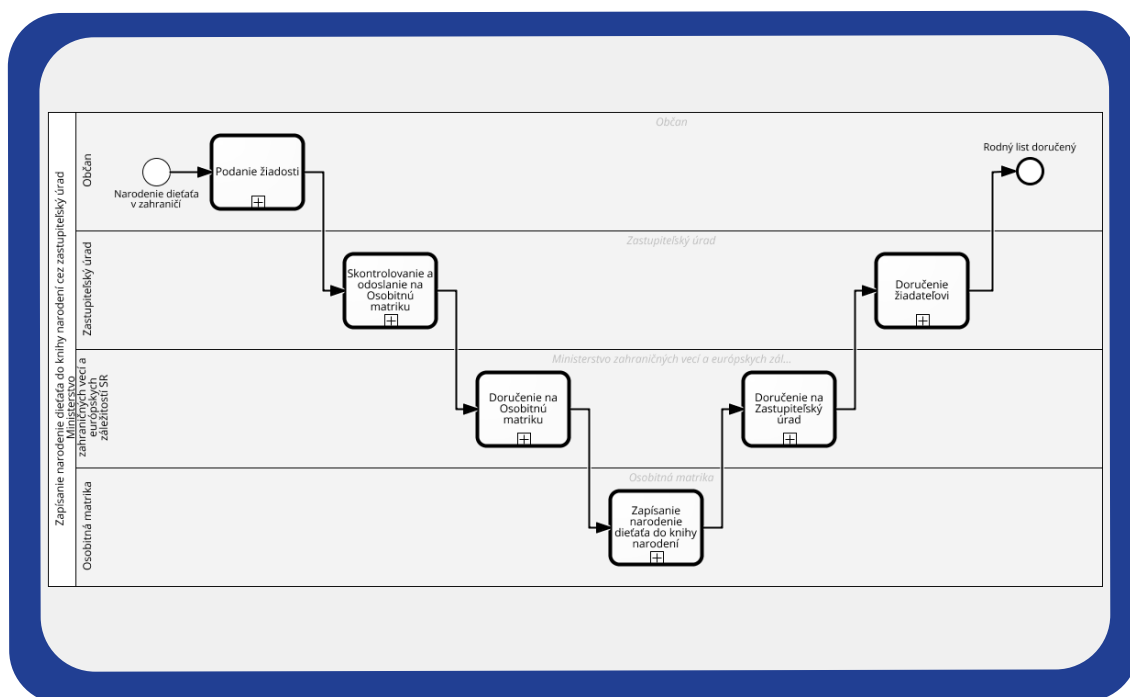 Zapísanie narodenie dieťaťa do knihy narodení cez zastupiteľský úrad
Občan
Občan
Narodenie dieťaťa
v zahraničí
Podanie žiadosti
Rodný list doručený
Zastupiteľský úrad
Zastupiteľský úrad
Skontrolovanie a
odoslanie na
Osobitnú
matriku
Doručenie
žiadateľovi
Ministerstvo
zahraničných vecí a
európskych
záležitostí SR
Ministerstvo zahraničných vecí a európskych zál...
Doručenie na
Osobitnú
matriku
Doručenie na
Zastupiteľský
úrad
Osobitná matrika
Osobitná matrika
Zapísanie
narodenie
dieťaťa do knihy
narodení